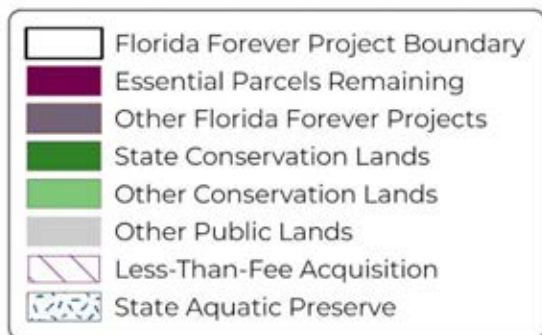 Florida Forever Project Boundary
Essential Parcels Remaining
Other Florida Forever Projects
State Conservation Lands
Other Conservation Lands
Other Public Lands
Less-Than-Fee Acquisition
State Aquatic Preserve